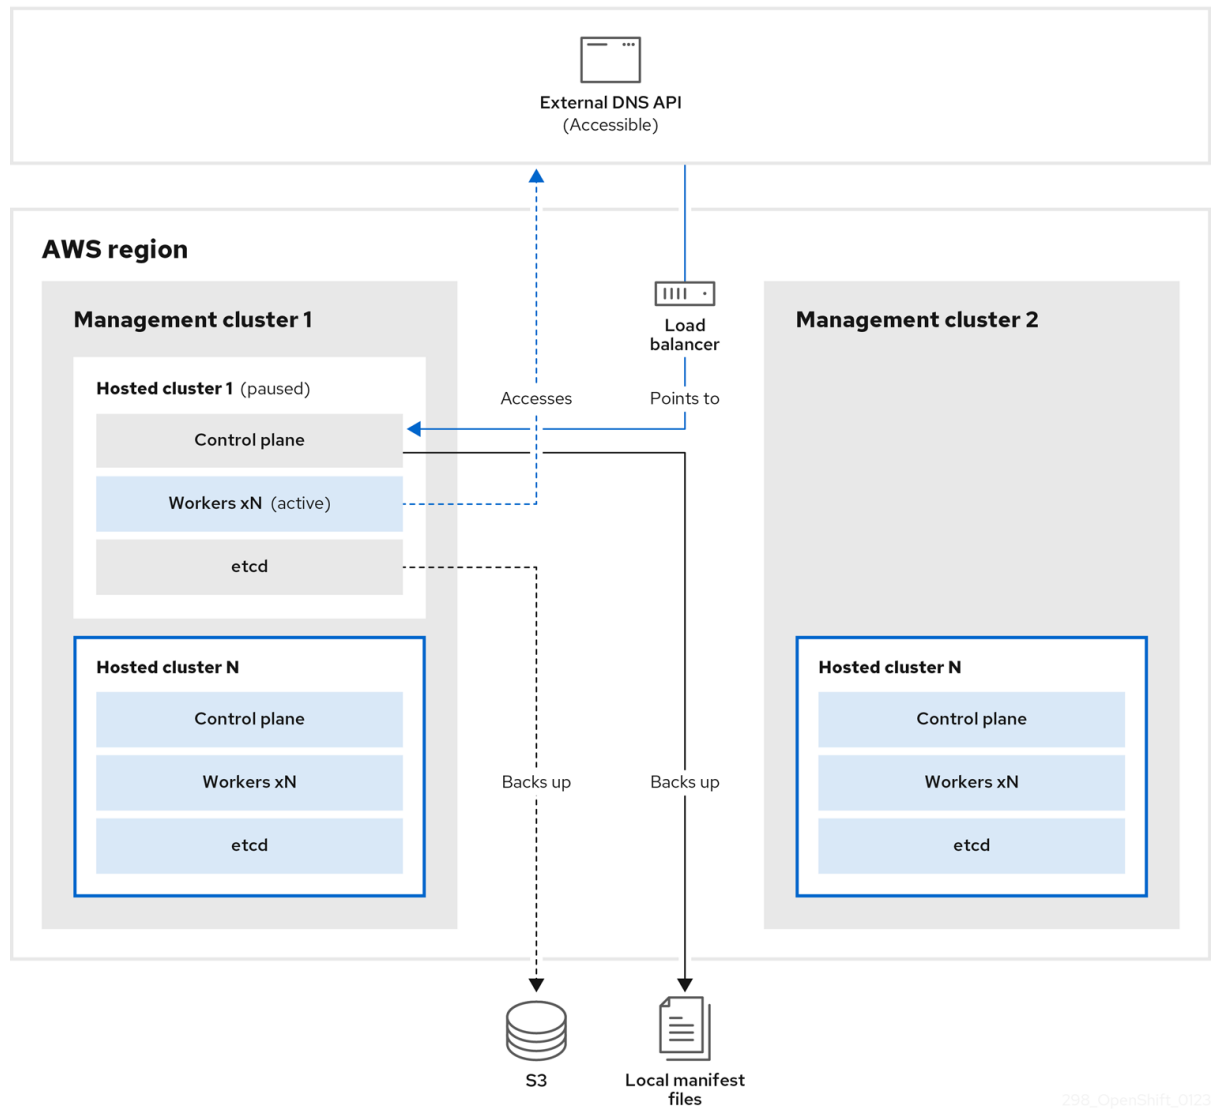 External DNS API
(Accessible)
AWS region
Management cluster 1
Hosted cluster 1 (paused)
Control plane
Workers xN (active)
etcd
Hosted cluster N
Control plane
Workers xN
etcd
Accesses
Load
balancer
Points to
Backs up
Backs up
Management cluster 2
Hosted cluster N
Control plane
Workers xN
etcd
S3
Local manifest
files
298_OpenShift_0123